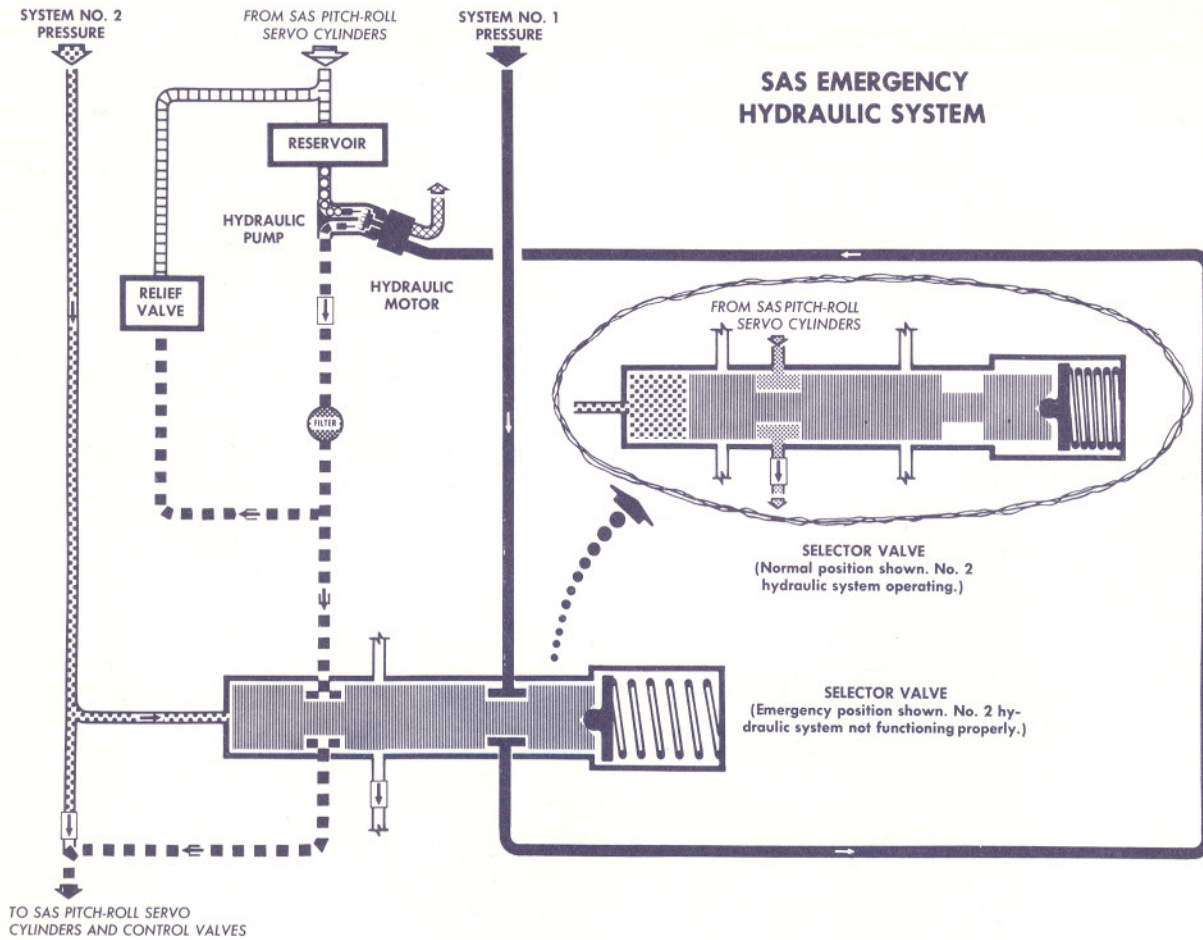 SYSTEM NO. 2
PRESSURE
FROM SAS PITCH-ROLL
SERVO CYLINDERS
SYSTEM NO. 1
PRESSURE
SAS EMERGENCY
HYDRAULIC SYSTEM
RESERVOIR
HYDRAULIC
PUMP
HYDRAULIC
MOTOR
RELIEF
VALVE
FROM SAS PITCH-ROLL
SERVO CYLINDERS
FILTER
SELECTOR VALVE
(Normal position shown. No. 2
hydraulic system operating.)
SELECTOR VALVE
(Emergency position shown. No. 2 hy-
draulic system not functioning properly.)
TO SAS PITCH-ROLL SERVO
CYLINDERS AND CONTROL VALVES